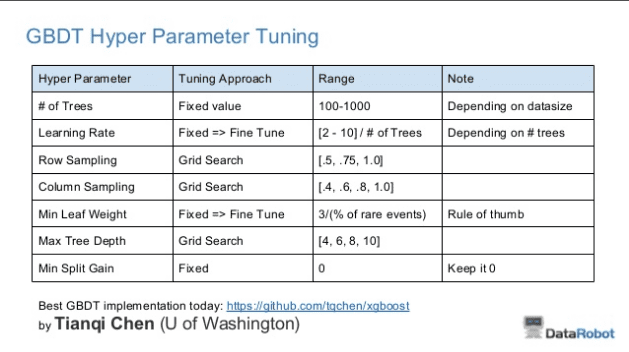 GBDT Hyper Parameter Tuning
Hyper Parameter Tuning Approach Range Note
# of Trees Fixed value 100-1000 Depending on datasize
Learning Rate Fixed => Fine Tune [2 - 10] / # of Trees Depending on # trees
Row Sampling Grid Search [.5, .75, 1.0]
Column Sampling Grid Search [.4, .6, .8, 1.0]
Min Leaf Weight Fixed => Fine Tune 3/(% of rare events) Rule of thumb
Max Tree Depth Grid Search [4, 6, 8, 10]
Min Split Gain Fixed 0 Keep it 0
Best GBDT implementation today: https://github.com/tqchen/xgboost
by Tianqi Chen (U of Washington)
DataRobot